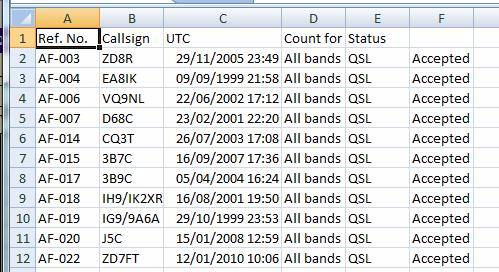 A B C D E F
1 Ref. No. Callsign UTC Count for Status
2 AF-003 ZD8R 29/11/2005 23:49 All bands QSL Accepted
3 AF-004 EA8IK 09/09/1999 21:58 All bands QSL Accepted
4 AF-006 VQ9NL 22/06/2002 17:12 All bands QSL Accepted
5 AF-007 D68C 23/02/2001 22:20 All bands QSL Accepted
6 AF-014 CQ3T 26/07/2003 17:08 All bands QSL Accepted
7 AF-015 3B7C 16/09/2007 17:36 All bands QSL Accepted
8 AF-017 3B9C 05/04/2004 16:24 All bands QSL Accepted
9 AF-018 IH9/IK2XR 16/08/2001 19:50 All bands QSL Accepted
10 AF-019 IG9/9A6A 29/10/1999 23:53 All bands QSL Accepted
11 AF-020 J5C 15/01/2008 12:59 All bands QSL Accepted
12 AF-022 ZD7FT 12/01/2010 10:06 All bands QSL Accepted